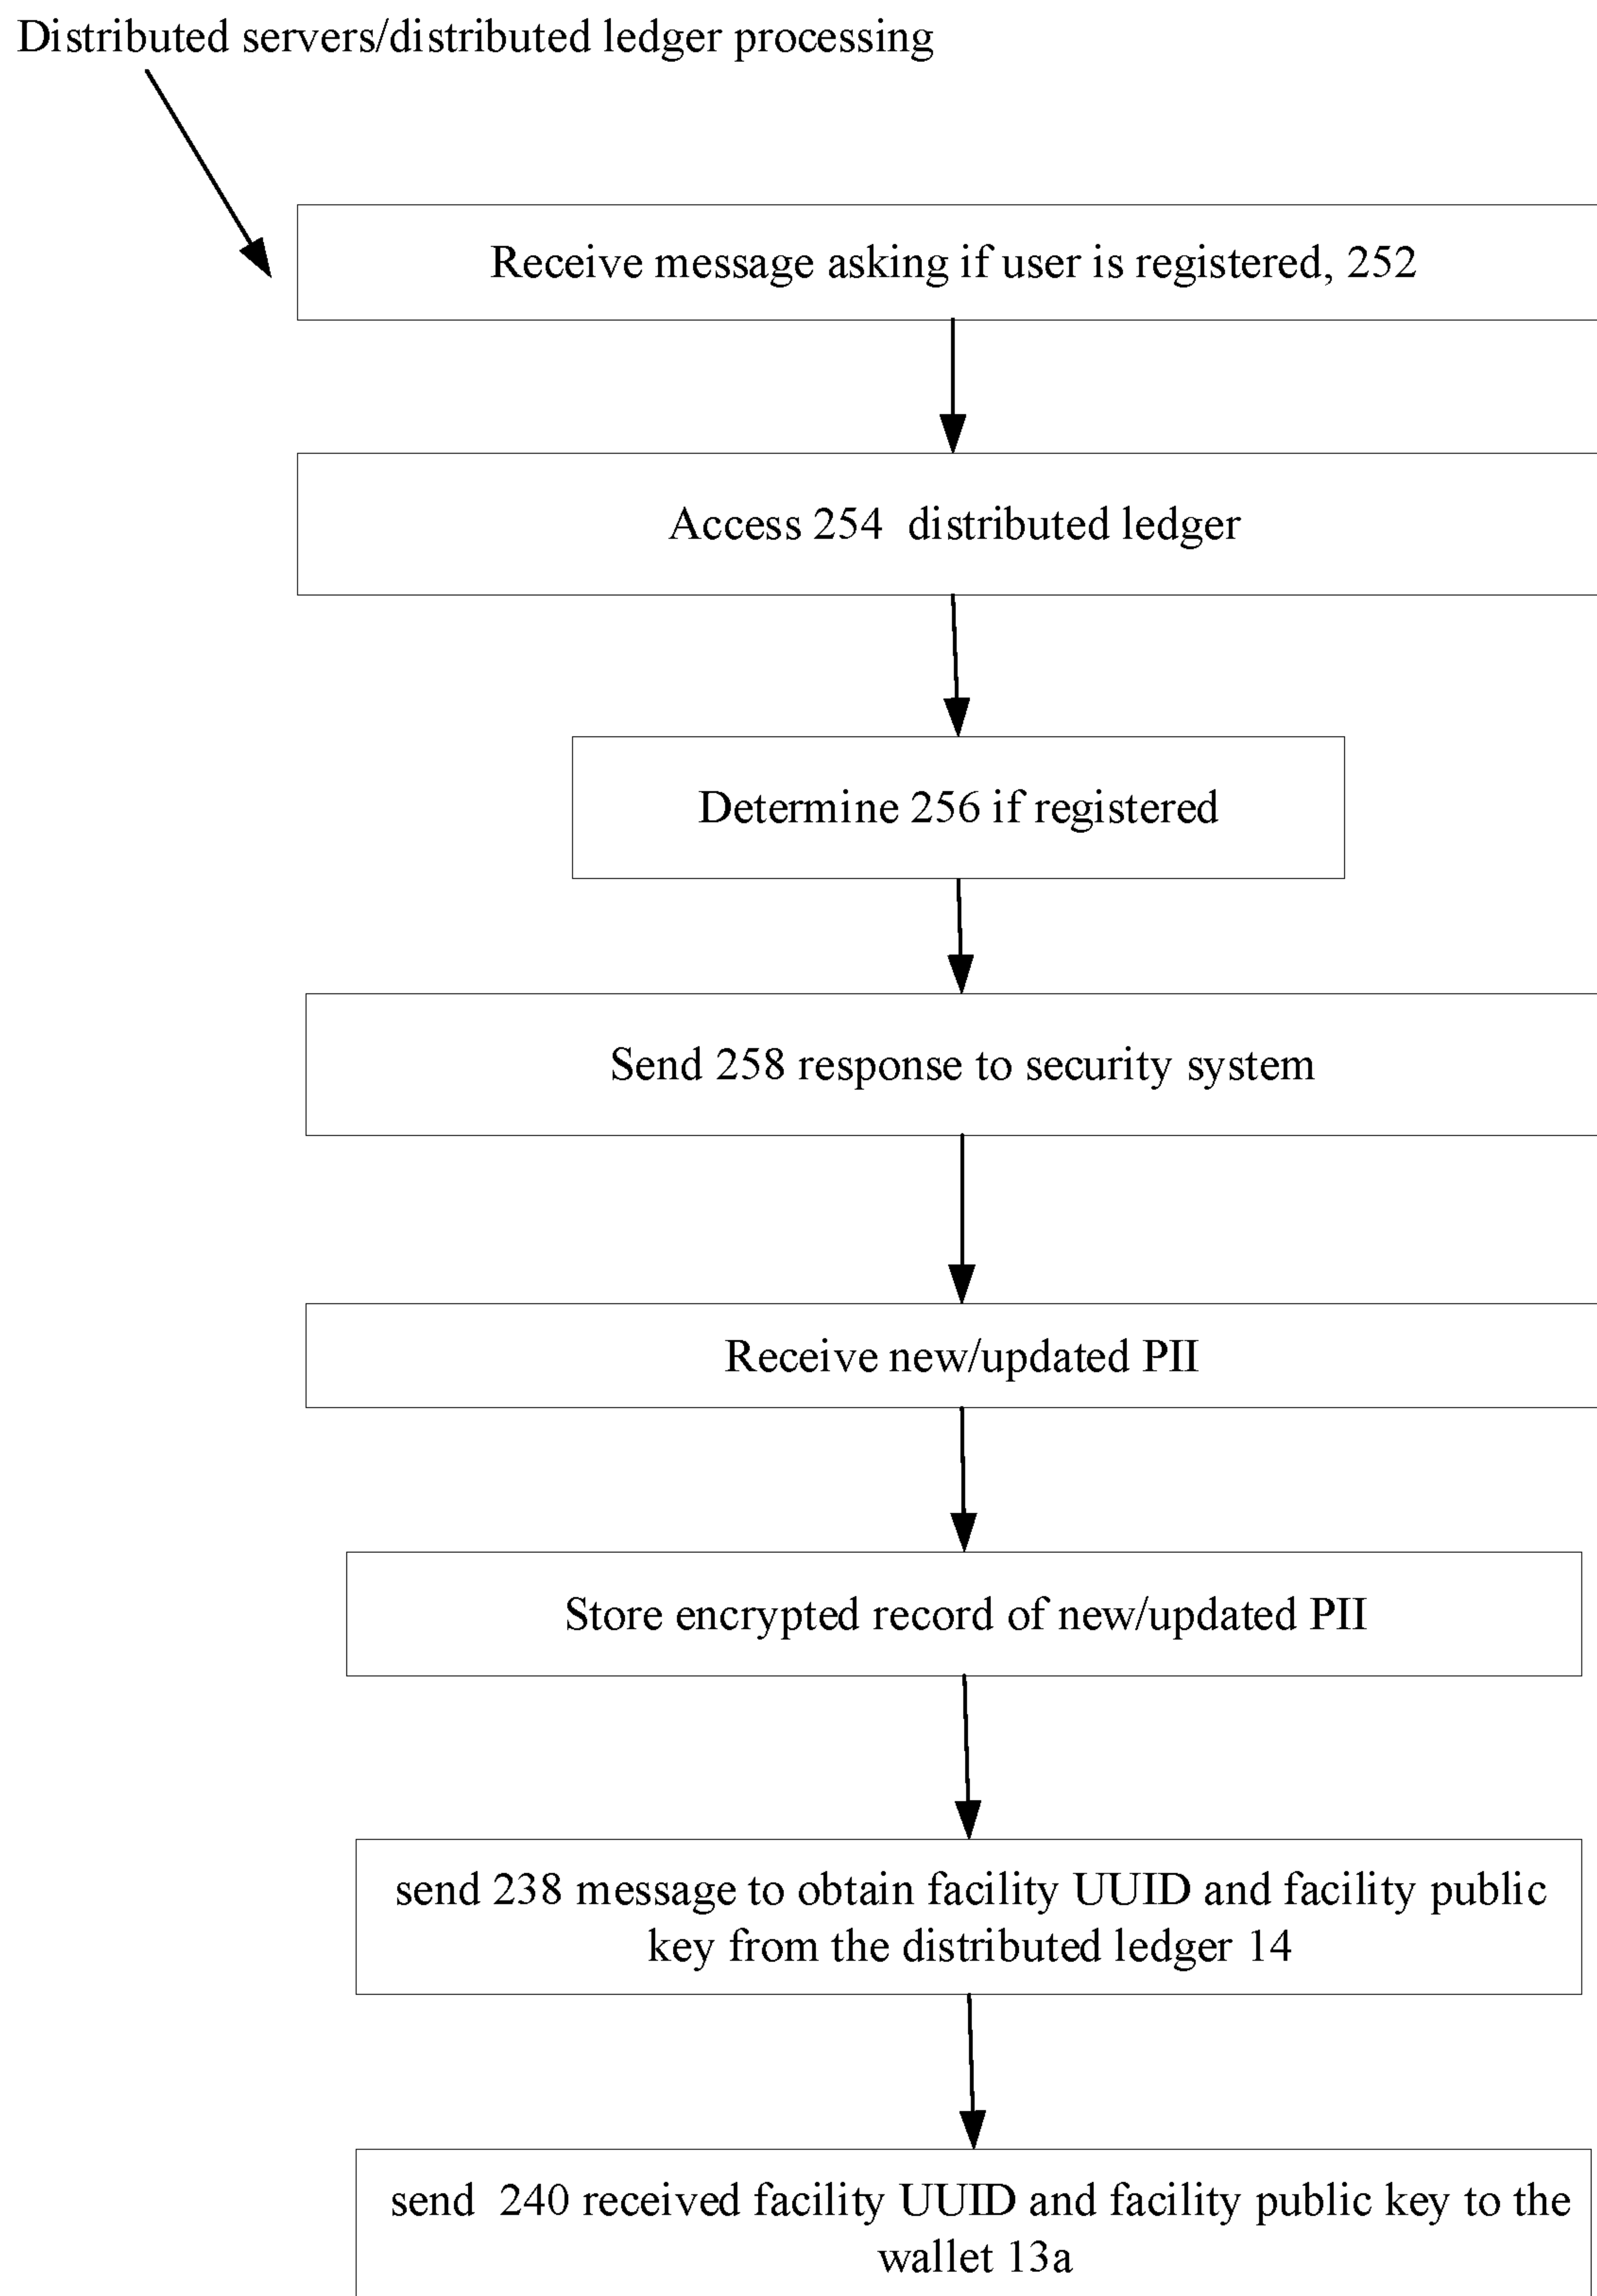 Distributed servers/distributed ledger processing
Receive message asking if user is registered, 252
Access 254 distributed ledger
Determine 256 if registered
Send 258 response to security system
Receive new/updated PII
Store encrypted record of new/updated PII
send 238 message to obtain facility UUID and facility public
key from the distributed ledger 14
send 240 received facility UUID and facility public key to the
wallet 13a